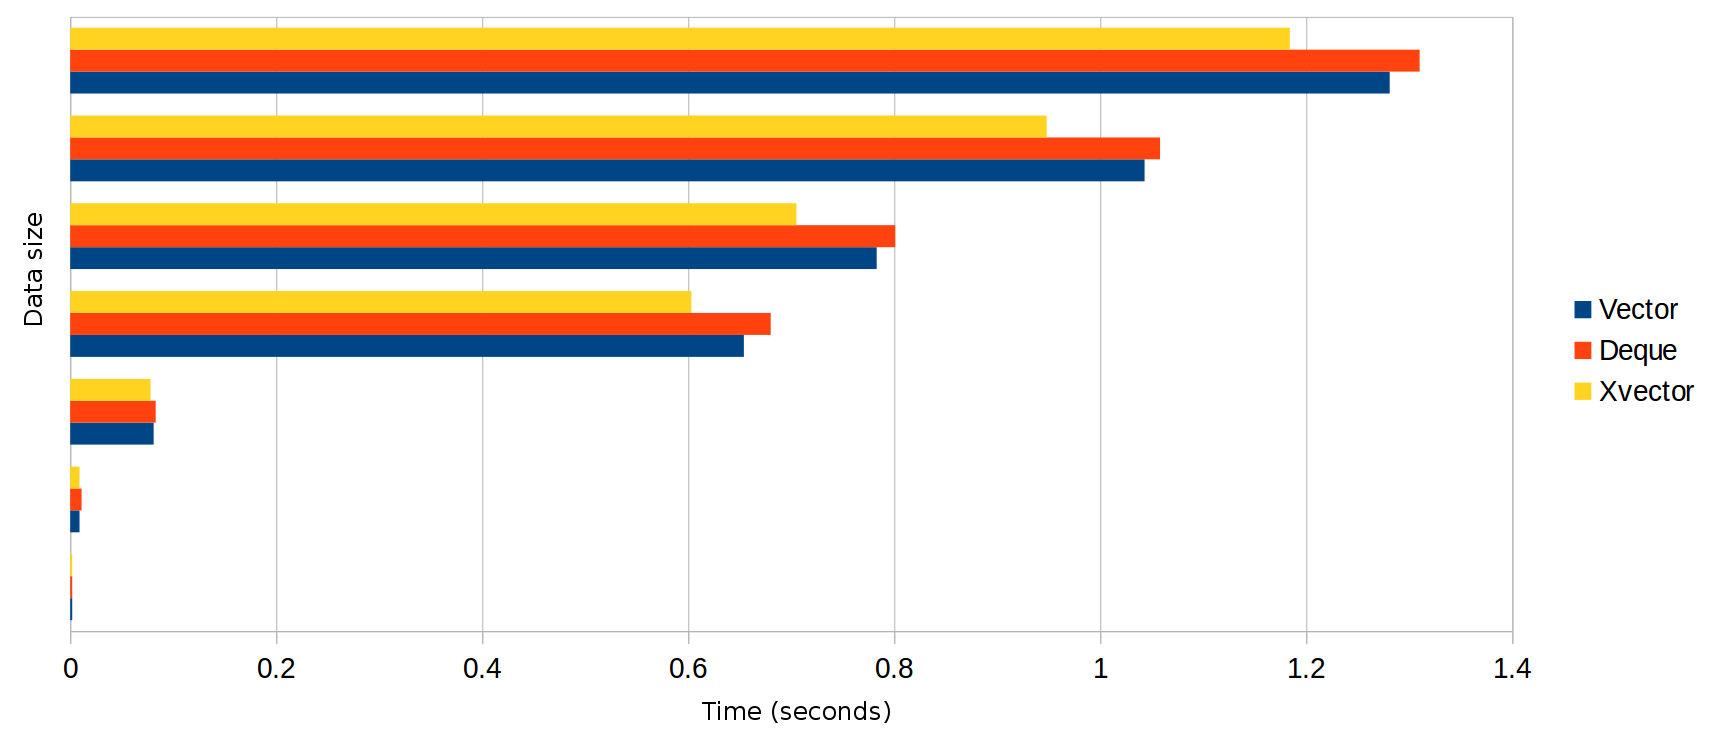 Data size
Vector
Deque
Xvector
0 0.2 0.4 0.6 0.8 1 1.2 1.4
Time (seconds)